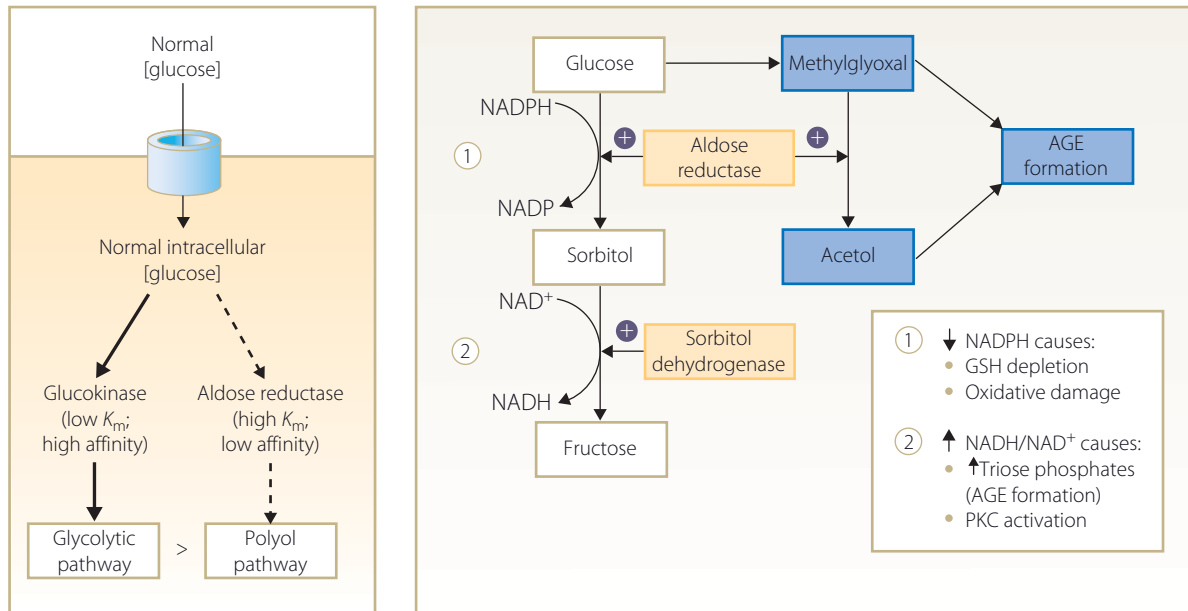 Normal
[glucose]
Normal intracellular
[glucose]
Glucokinase
(low Km;
high affinity)
Aldose reductase
(high Km;
low affinity)
Glycolytic
pathway
>
Polyol
pathway
Glucose
Methylglyoxal
NADPH
1
+
Aldose
reductase
+
AGE
formation
NADP
Sorbitol
Acetol
NAD+
2
+
Sorbitol
dehydrogenase
NADH
Fructose
1 ↓ NADPH causes:
• GSH depletion
• Oxidative damage
2 ↑ NADH/NAD+ causes:
• ↑Triose phosphates
(AGE formation)
• PKC activation